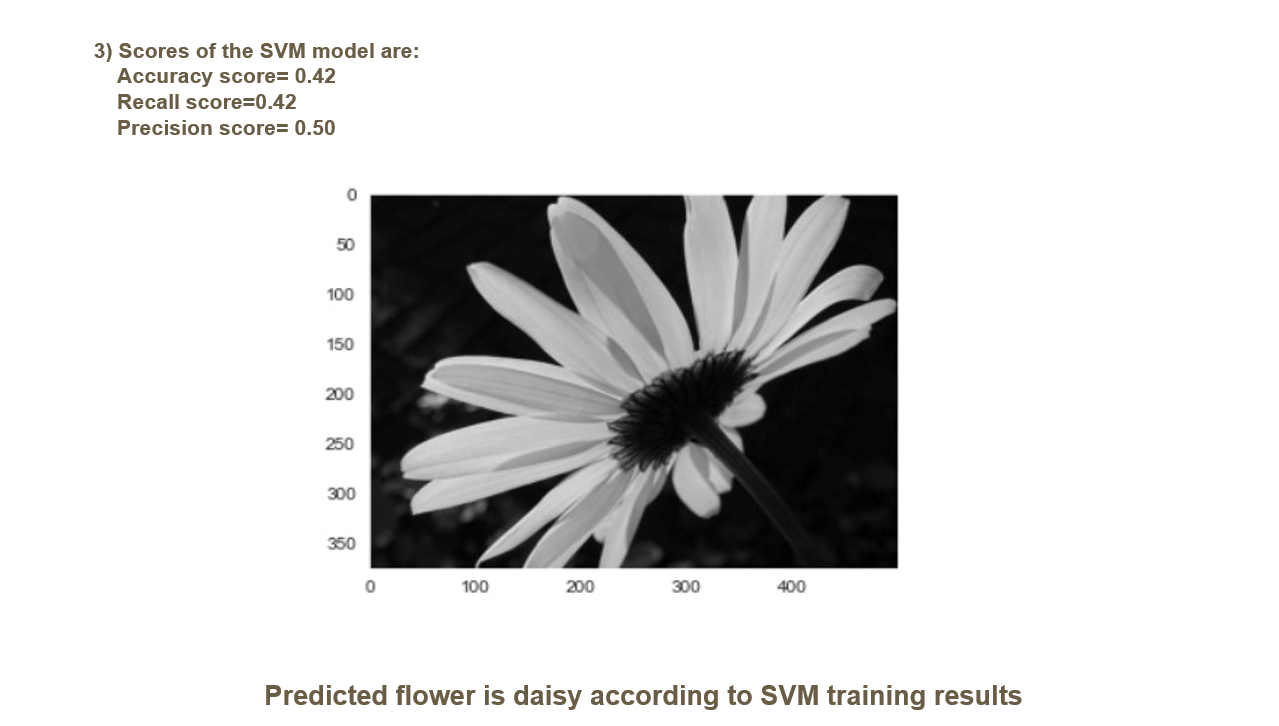 3) Scores of the SVM model are:
Accuracy score= 0.42
Recall score=0.42
Precision score= 0.50
0
50
100
150
200
250
300
350
0 100 200 300 400
Predicted flower is daisy according to SVM training results